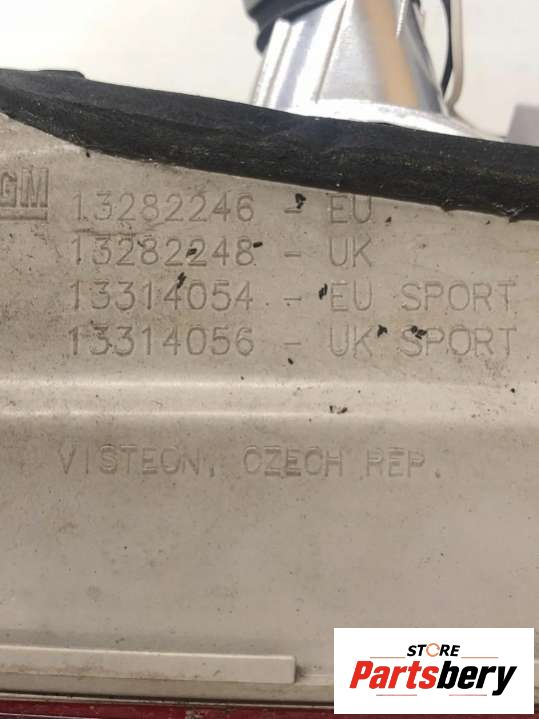 GM
13282246 - EU
13282248 - UK
13314054 - EU SPORT
13314056 - UK SPORT
VISTEON, CZECH REP.
STORE
Partsbery